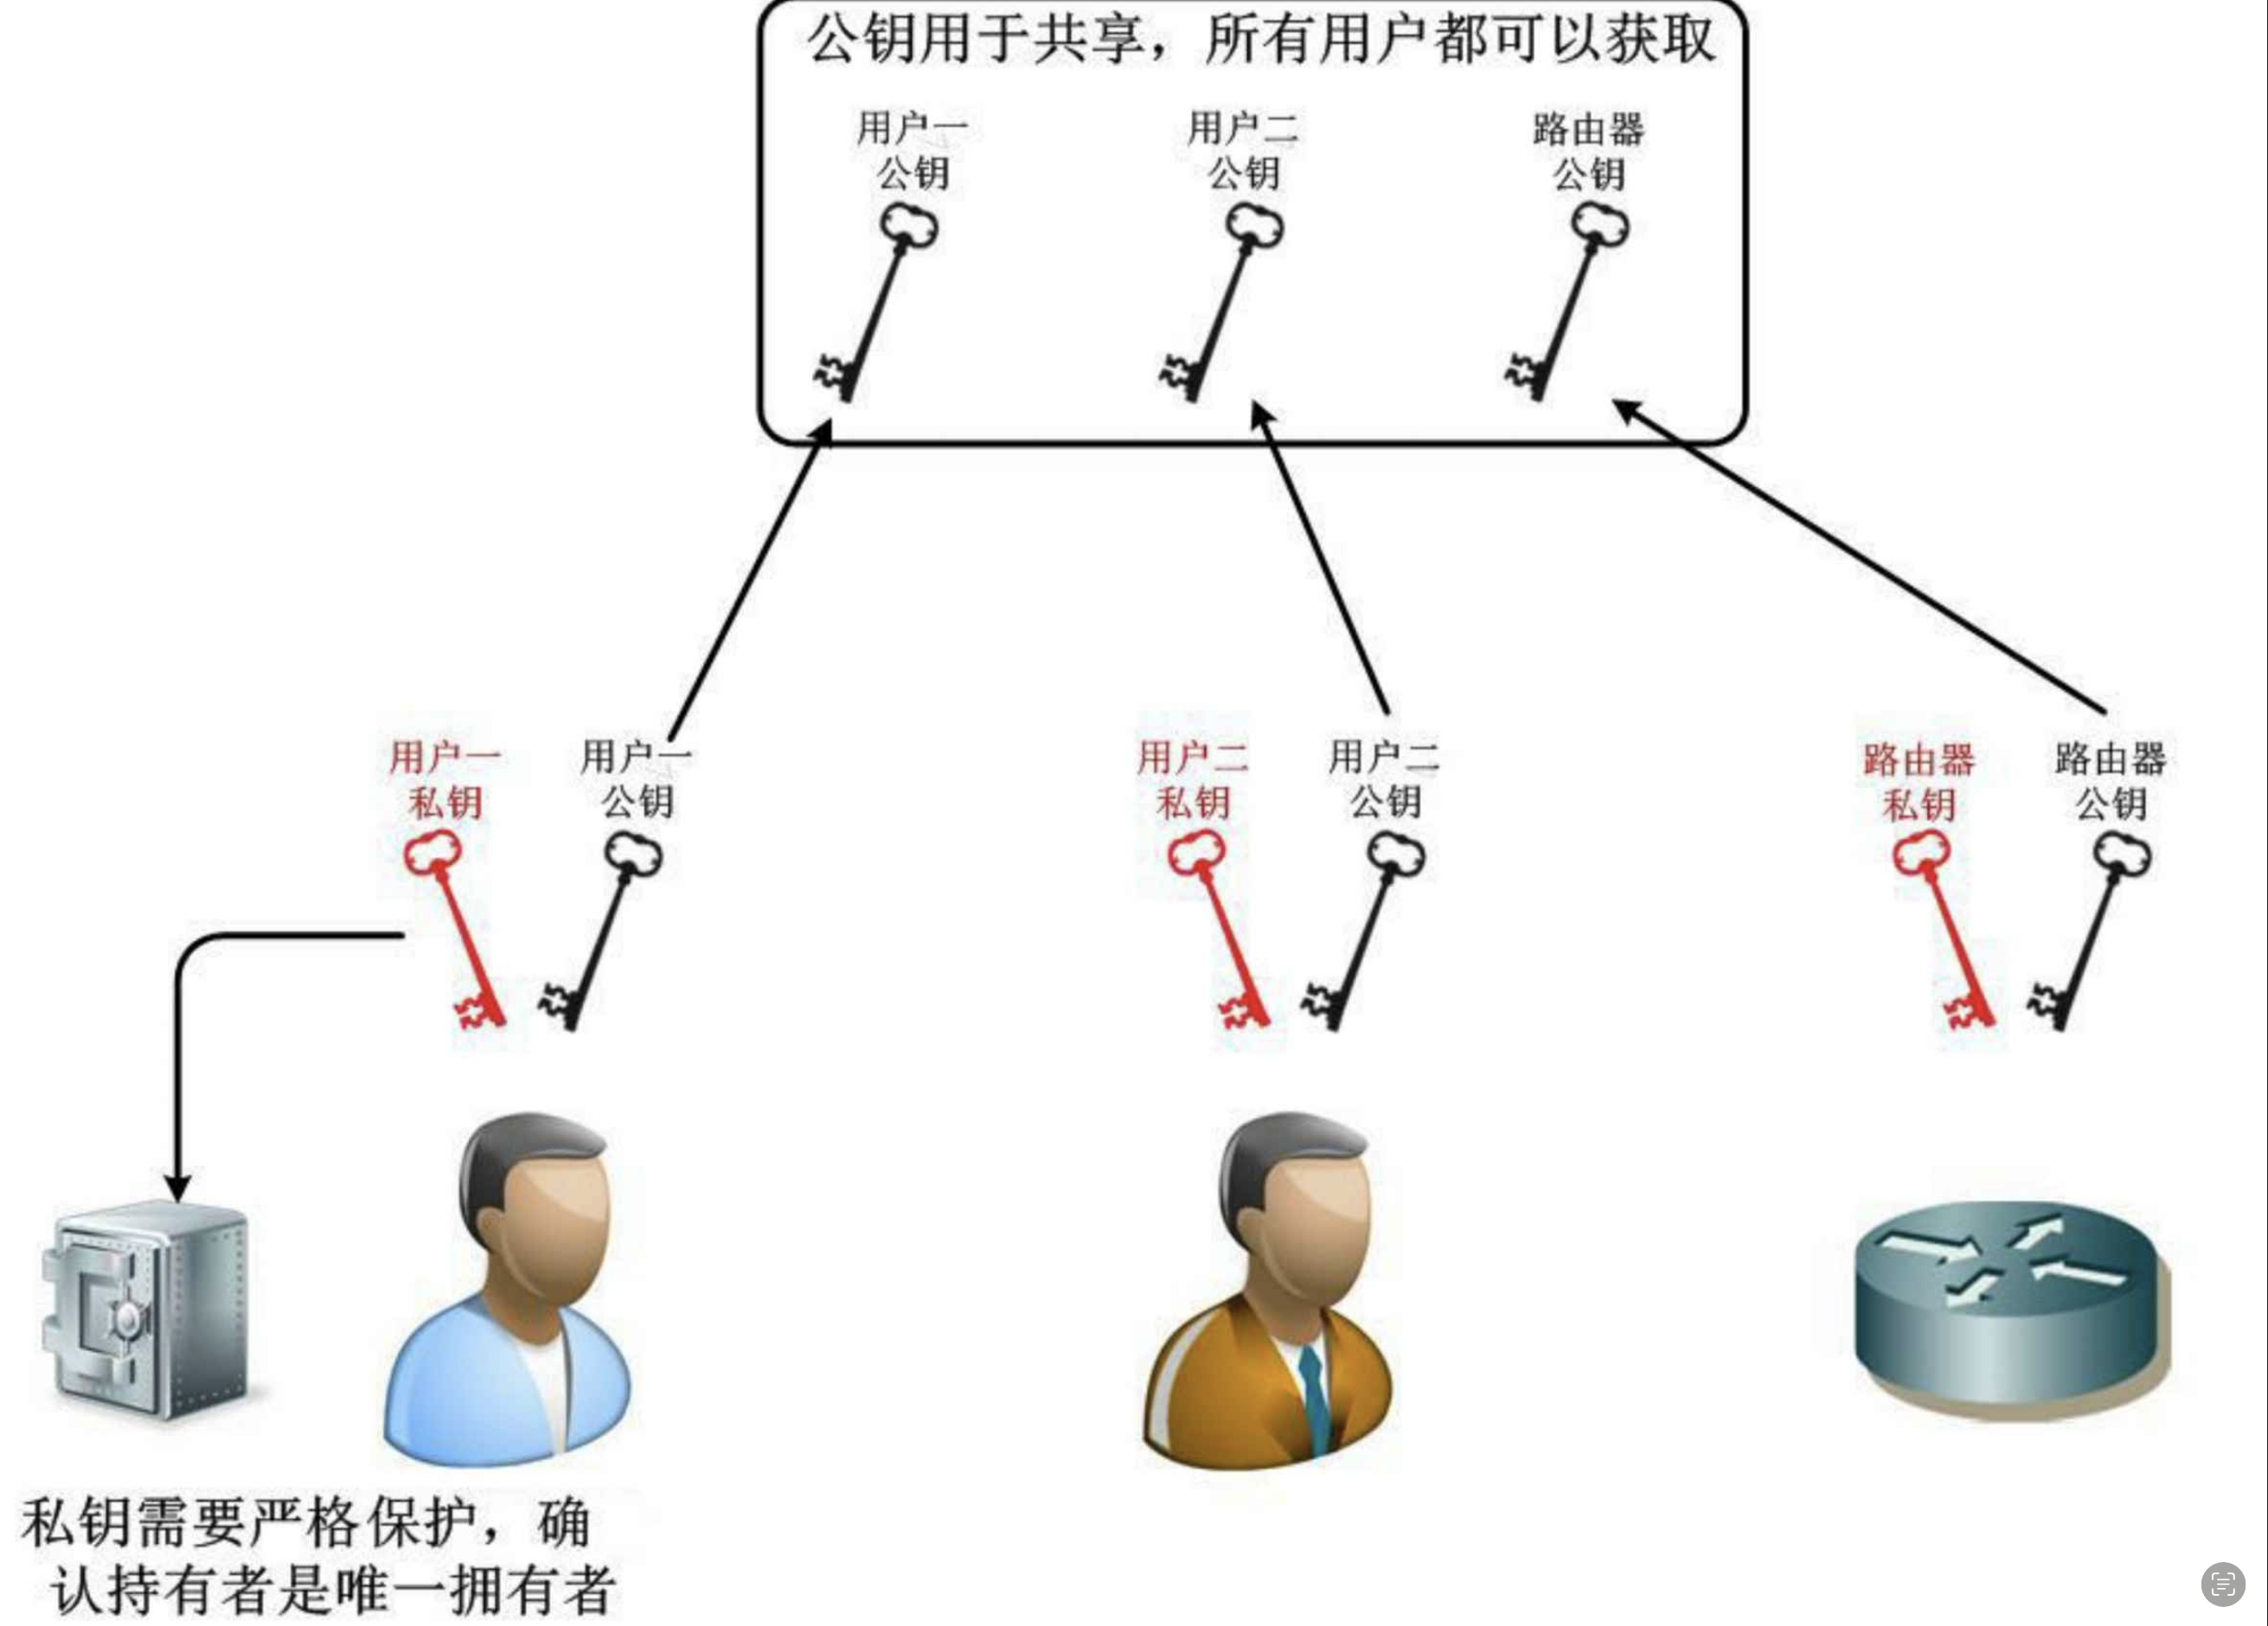 公钥用于共享，所有用户都可以获取
用户一
公钥
用户二
公钥
路由器
公钥
用户一
私钥
用户一
公钥
用户二
私钥
用户二
公钥
路由器
私钥
路由器
公钥
私钥需要严格保护，确
认持有者是唯一拥有者